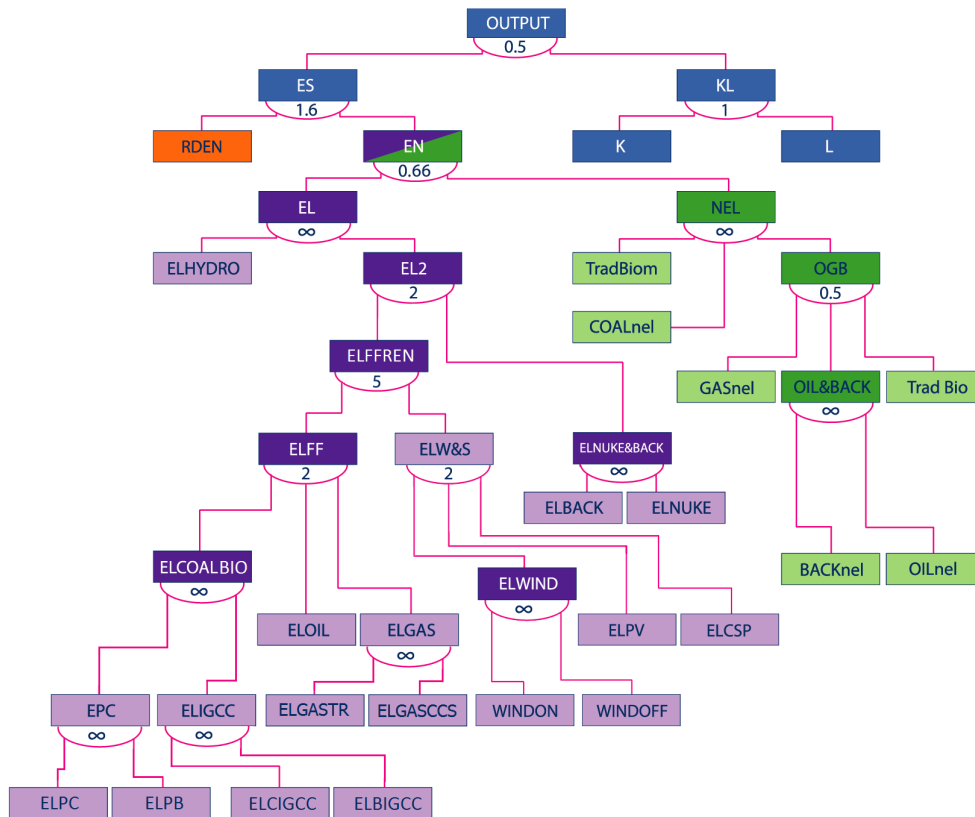 OUTPUT
0.5
ES
KL
1.6
1
RDEN
EN
K
L
0.66
EL
NEL
∞
∞
ELHYDRO
EL2
TradBiom
OGB
2
0.5
COALnel
ELFFREN
5
GASnel
OIL&BACK
Trad Bio
∞
ELFF
ELW&S
ELNUKE&BACK
2
2
∞
ELBACK
ELNUKE
ELCOALBIO
BACKnel
OILnel
∞
ELWIND
∞
ELOIL
ELGAS
ELPV
ELCSP
∞
EPC
ELIGCC
ELGASTR
ELGASCCS
WINDON
WINDOFF
∞
∞
ELPC
ELPB
ELCIGCC
ELBIGCC